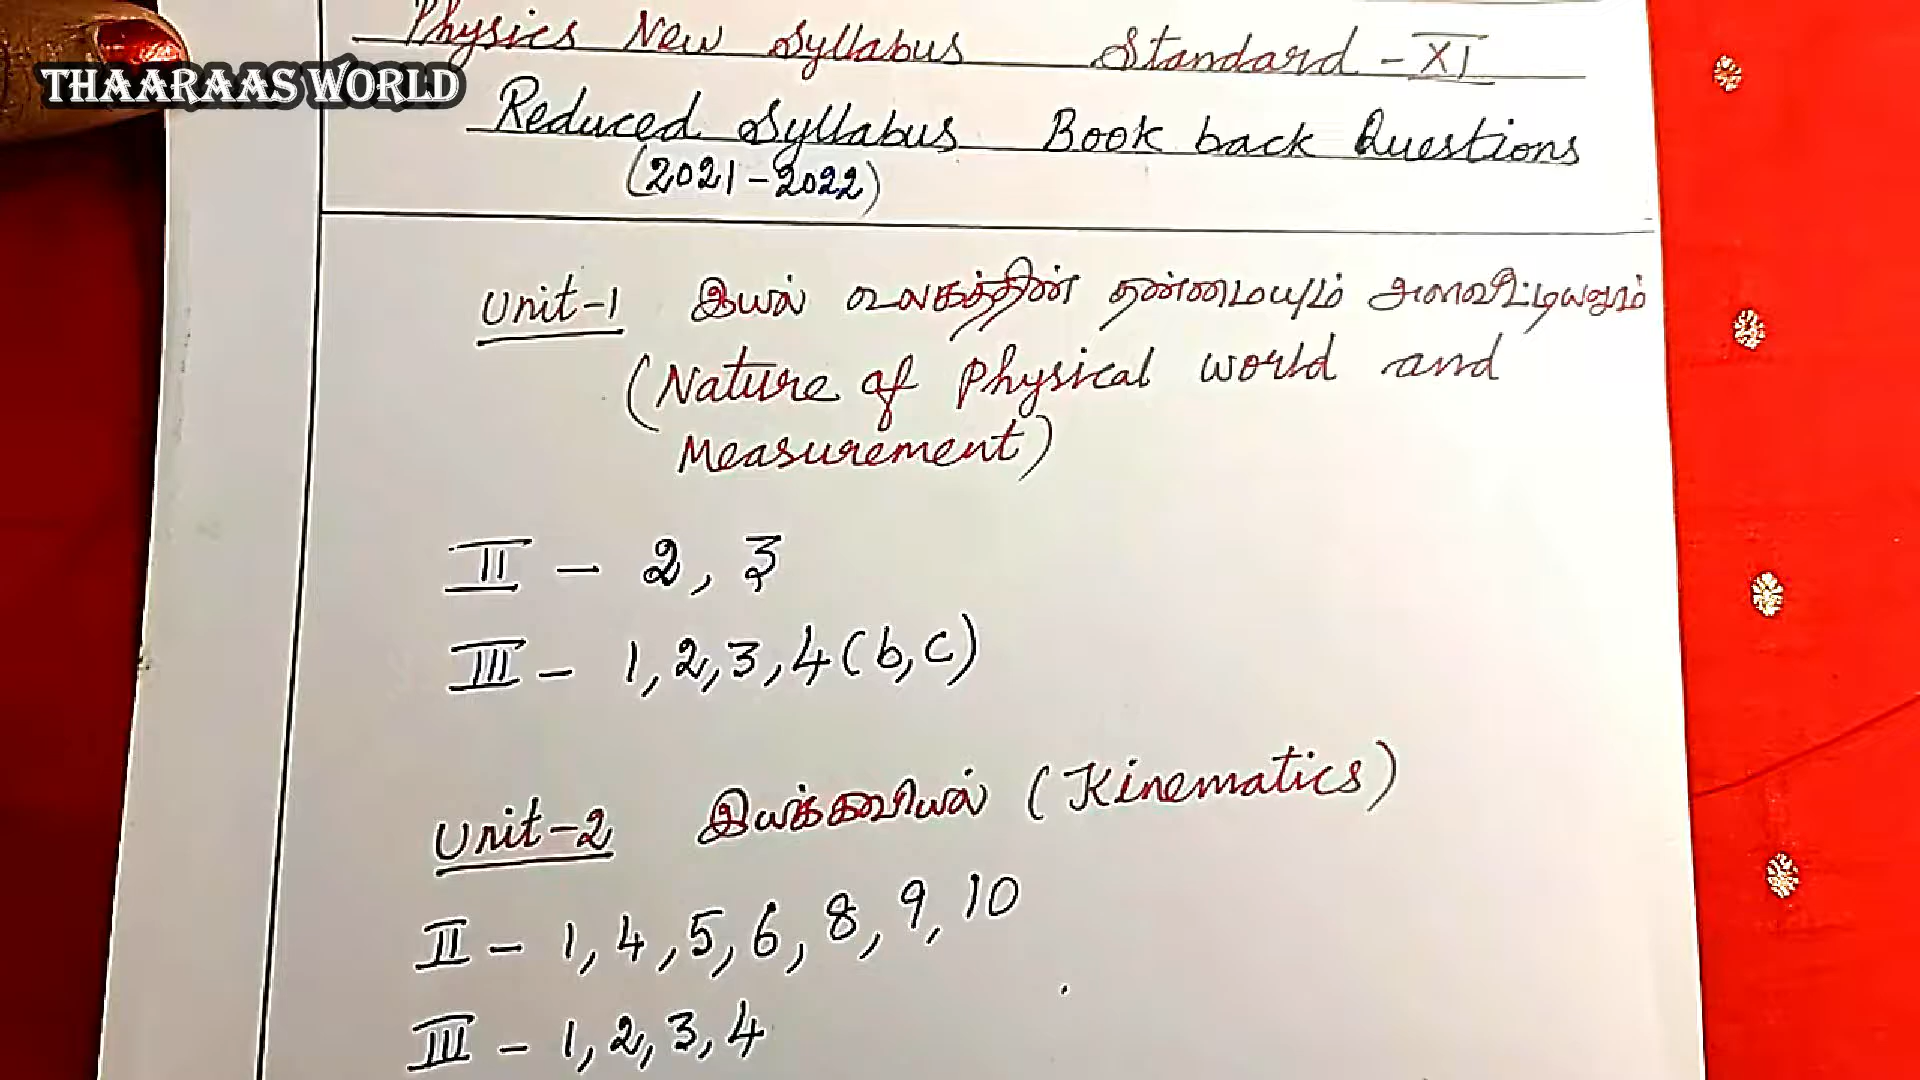 Physics New Syllabus Standard - XI
THAARAAS WORLD
Reduced Syllabus Book back Questions
(2021-2022)
Unit-1 இயல் உலகத்தின் தன்மையும் அளவீட்டியலும்
(Nature of Physical world and
Measurement)
II - 2, 3
III - 1, 2, 3, 4 (b, c)
Unit-2 இயக்கவியல் (Kinematics)
II - 1, 4, 5, 6, 8, 9, 10
III - 1, 2, 3, 4